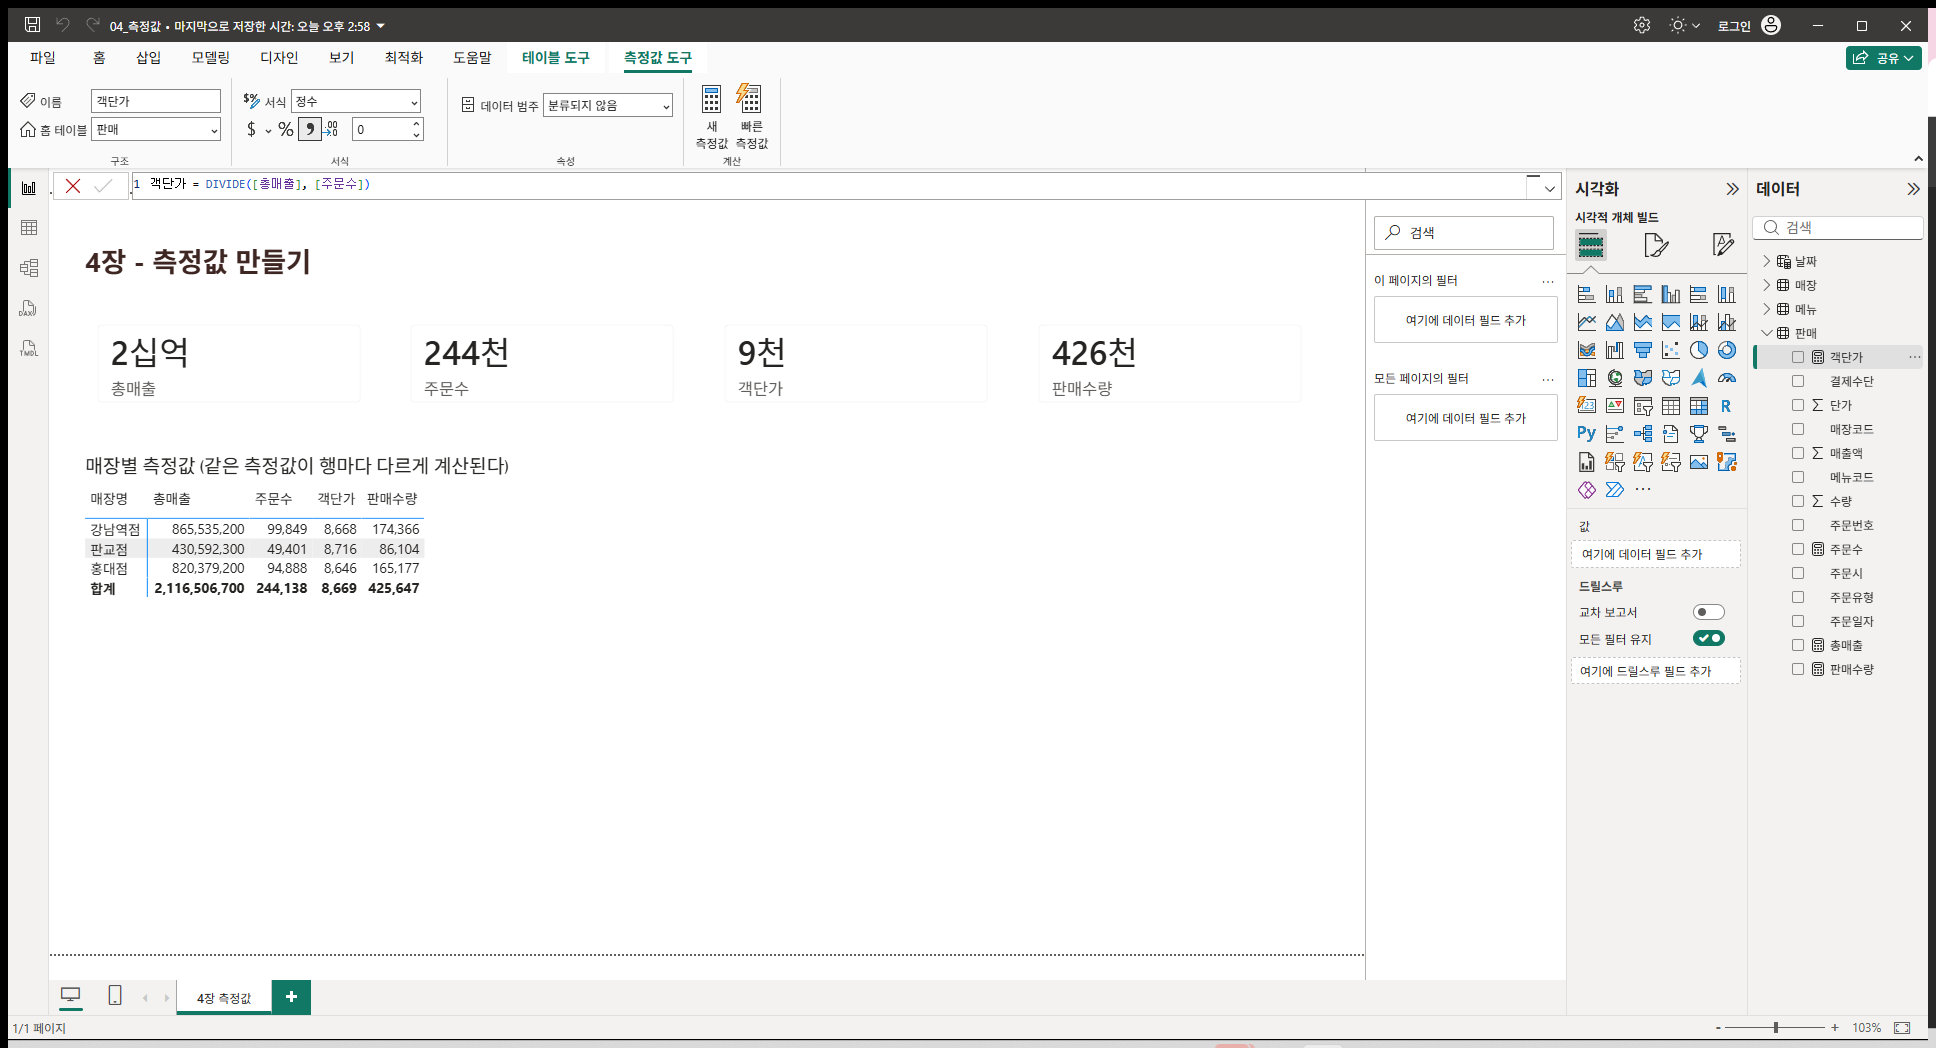 04_측정값 • 마지막으로 저장한 시간: 오늘 오후 2:58
로그인
파일 홈 삽입 모델링 디자인 보기 최적화 도움말 테이블 도구 측정값 도구
공유
이름 객단가
홈 테이블 판매
구조
서식 정수
$ % 9 .00 0
서식
데이터 범주 분류되지 않음
속성
새 측정값
빠른 측정값
계산
1 객단가 = DIVIDE([총매출], [주문수])
4장 - 측정값 만들기
2십억
총매출
244천
주문수
9천
객단가
426천
판매수량
매장별 측정값 (같은 측정값이 행마다 다르게 계산된다)
매장명 총매출 주문수 객단가 판매수량
강남역점 865,535,200 99,849 8,668 174,366
판교점 430,592,300 49,401 8,716 86,104
홍대점 820,379,200 94,888 8,646 165,177
합계 2,116,506,700 244,138 8,669 425,647
검색
이 페이지의 필터 ...
여기에 데이터 필드 추가
모든 페이지의 필터 ...
여기에 데이터 필드 추가
시각화
시각적 개체 빌드
123
R
Py
...
값
여기에 데이터 필드 추가
드릴스루
교차 보고서
모든 필터 유지
여기에 드릴스루 필드 추가
데이터
검색
날짜
매장
메뉴
판매
객단가 ...
결제수단
∑ 단가
매장코드
∑ 매출액
메뉴코드
∑ 수량
주문번호
주문수
주문시
주문유형
주문일자
총매출
판매수량
DAX
TMDL
4장 측정값
+
1/1 페이지
- + 103%